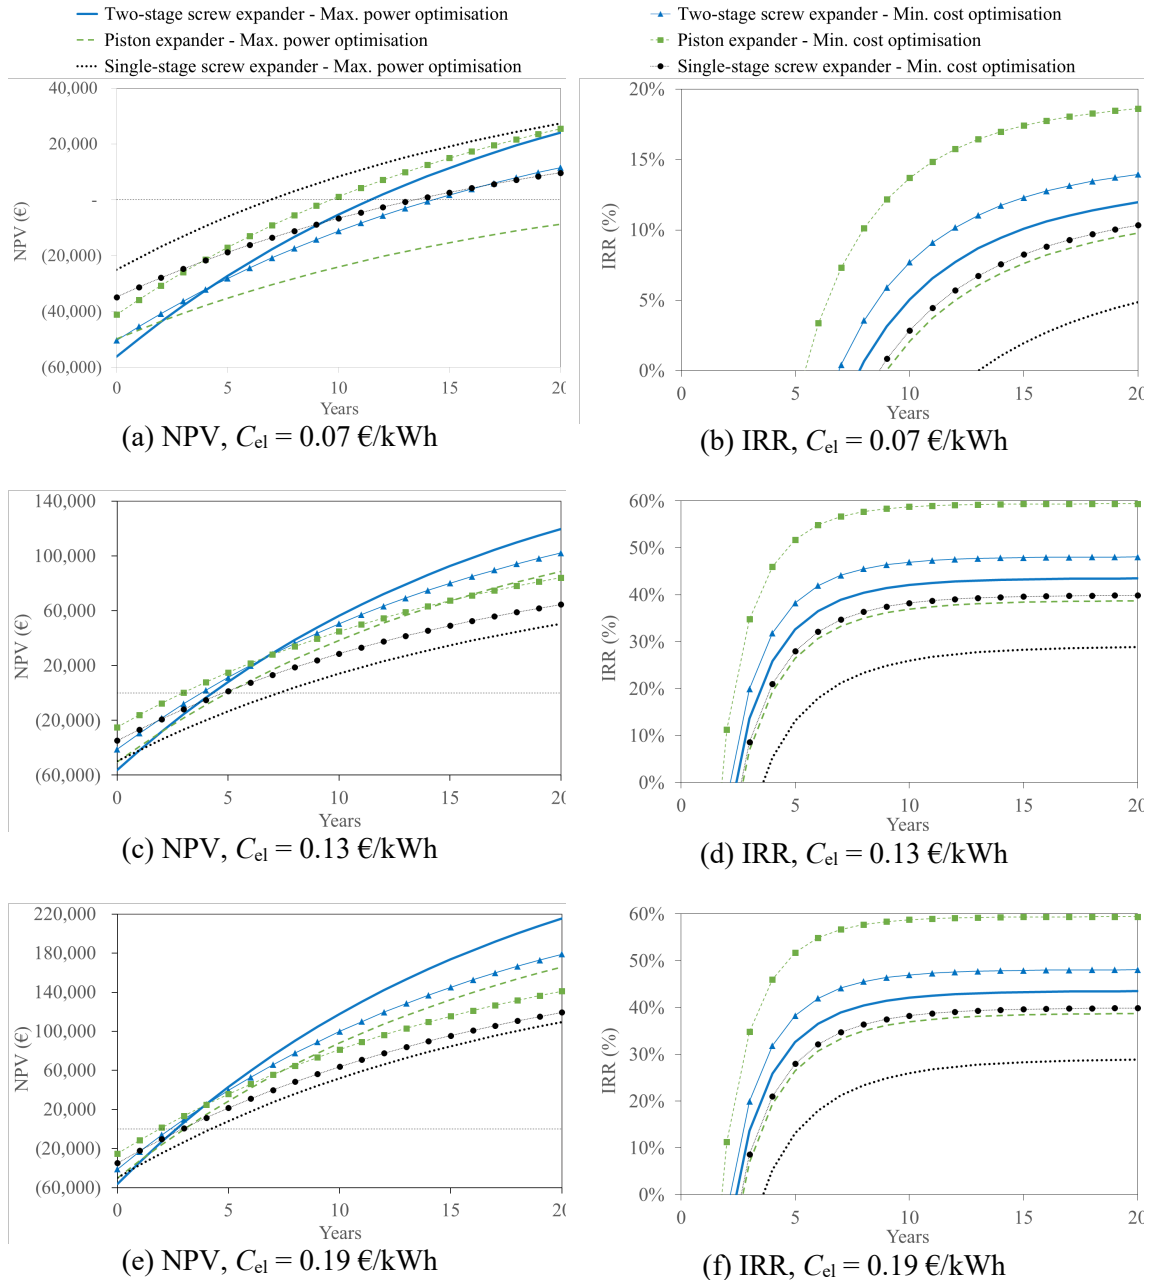 Two-stage screw expander - Max. power optimisation
Piston expander - Max. power optimisation
Single-stage screw expander - Max. power optimisation
Two-stage screw expander - Min. cost optimisation
Piston expander - Min. cost optimisation
Single-stage screw expander - Min. cost optimisation
40,000
20,000
-
(20,000)
(40,000)
(60,000)
NPV (€)
0 5 10 15 20
Years
(a) NPV, Cel = 0.07 €/kWh
20%
15%
10%
5%
0%
IRR (%)
0 5 10 15 20
Years
(b) IRR, Cel = 0.07 €/kWh
140,000
100,000
60,000
20,000
(20,000)
(60,000)
NPV (€)
0 5 10 15 20
Years
(c) NPV, Cel = 0.13 €/kWh
60%
50%
40%
30%
20%
10%
0%
IRR (%)
0 5 10 15 20
Years
(d) IRR, Cel = 0.13 €/kWh
220,000
180,000
140,000
100,000
60,000
20,000
(20,000)
(60,000)
NPV (€)
0 5 10 15 20
Years
(e) NPV, Cel = 0.19 €/kWh
60%
50%
40%
30%
20%
10%
0%
IRR (%)
0 5 10 15 20
Years
(f) IRR, Cel = 0.19 €/kWh